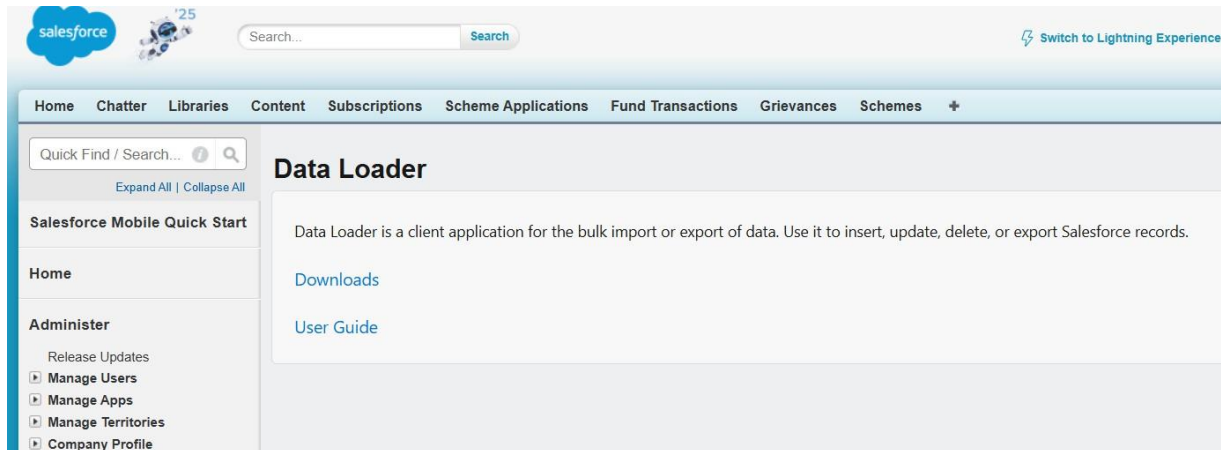 salesforce
'25
Search...
Search
Switch to Lightning Experience
Home Chatter Libraries Content Subscriptions Scheme Applications Fund Transactions Grievances Schemes +
Quick Find / Search...
Expand All | Collapse All
Salesforce Mobile Quick Start
Home
Administer
Release Updates
Manage Users
Manage Apps
Manage Territories
Company Profile
Data Loader
Data Loader is a client application for the bulk import or export of data. Use it to insert, update, delete, or export Salesforce records.
Downloads
User Guide